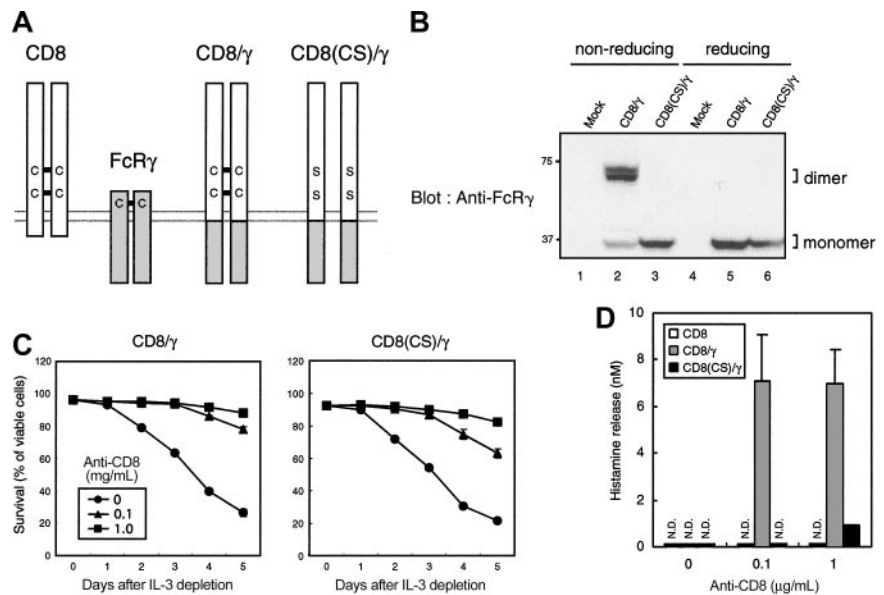 A
CD8
FcRγ
CD8/γ
CD8(CS)/γ
C C
C C
C C
C C
C C
S S
S S
B
non-reducing reducing
Mock CD8/γ CD8(CS)/γ Mock CD8/γ CD8(CS)/γ
Blot : Anti-FcRγ
75
37
dimer
monomer
1 2 3 4 5 6
C
CD8/γ
Survival (% of viable cells)
120
100
80
60
40
20
0
Anti-CD8
(mg/mL)
0
0.1
1.0
0 1 2 3 4 5
Days after IL-3 depletion
CD8(CS)/γ
120
100
80
60
40
20
0
0 1 2 3 4 5
Days after IL-3 depletion
D
Histamine release (nM)
10
8
6
4
2
0
CD8
CD8/γ
CD8(CS)/γ
N.D. N.D. N.D. N.D. N.D. N.D.
0 0.1 1
Anti-CD8 (μg/mL)